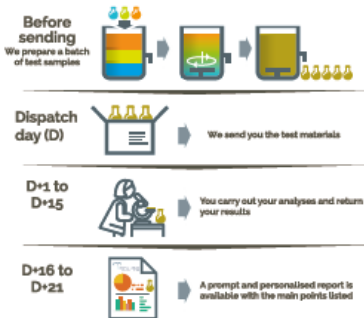 Before
sending
We prepare a batch
of test samples
Dispatch
day (D)
We send you the test materials
D+1 to
D+15
You carry out your analyses and return
your results
D+16 to
D+21
A prompt and personalised report is
available with the main points listed